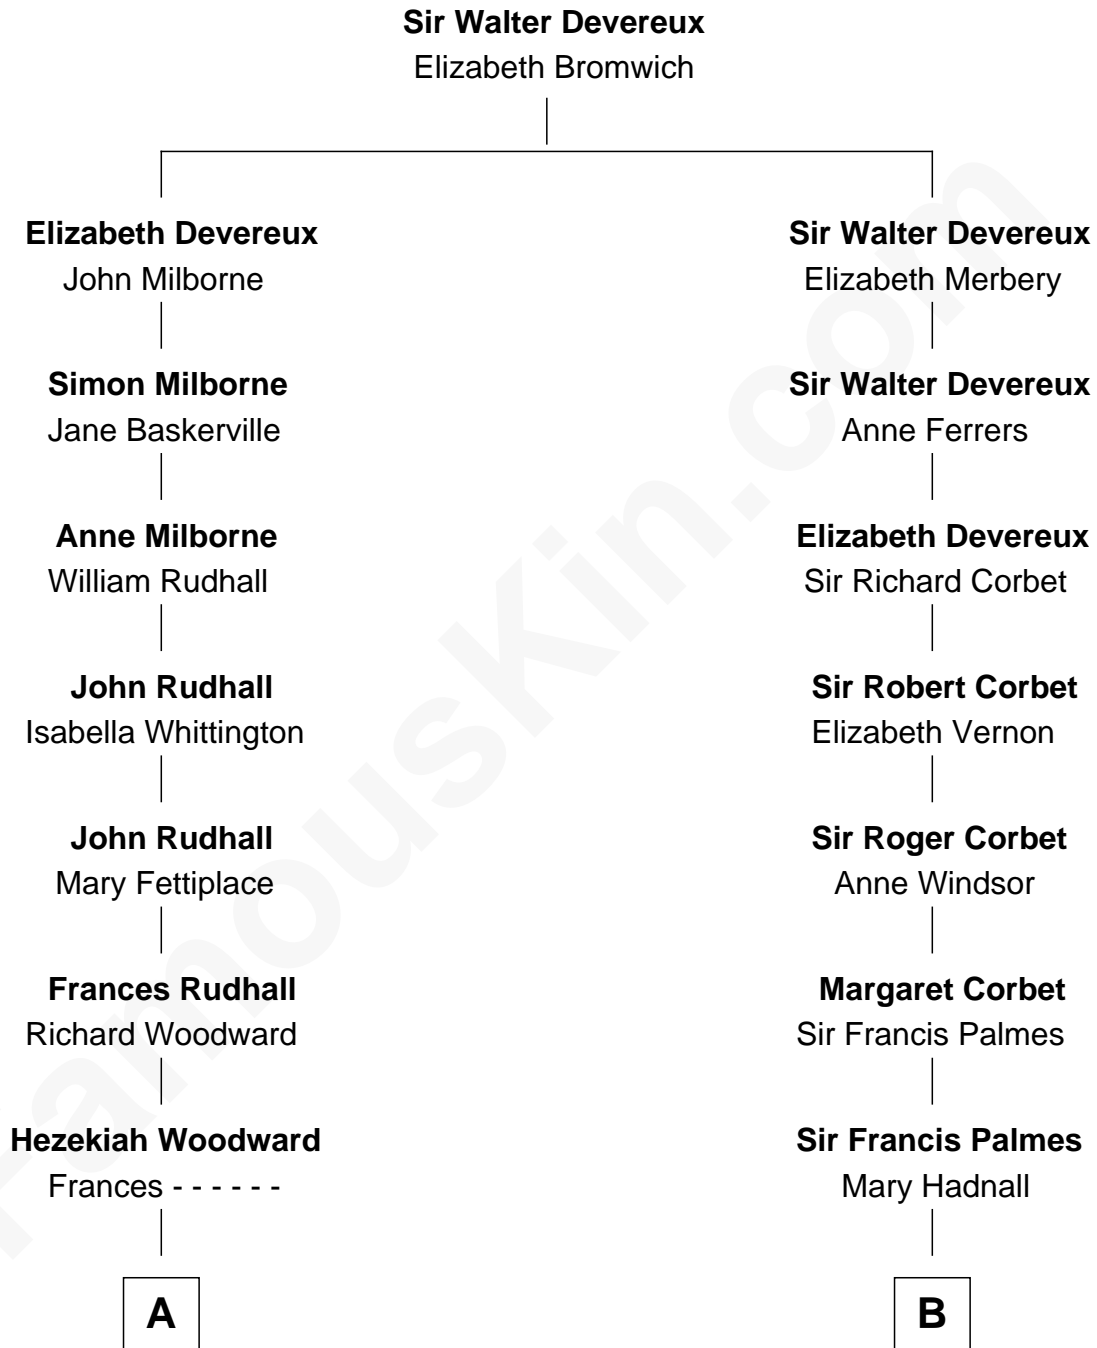 Sir Walter Devereux
Elizabeth Bromwich
Elizabeth Devereux
John Milborne
Sir Walter Devereux
Elizabeth Merbery
Simon Milborne
Jane Baskerville
Sir Walter Devereux
Anne Ferrers
Anne Milborne
William Rudhall
Elizabeth Devereux
Sir Richard Corbet
John Rudhall
Isabella Whittington
Sir Robert Corbet
Elizabeth Vernon
John Rudhall
Mary Fettiplace
Sir Roger Corbet
Anne Windsor
Frances Rudhall
Richard Woodward
Margaret Corbet
Sir Francis Palmes
Hezekiah Woodward
Frances - - - - - -
Sir Francis Palmes
Mary Hadnall
A
B
FamousKin.com